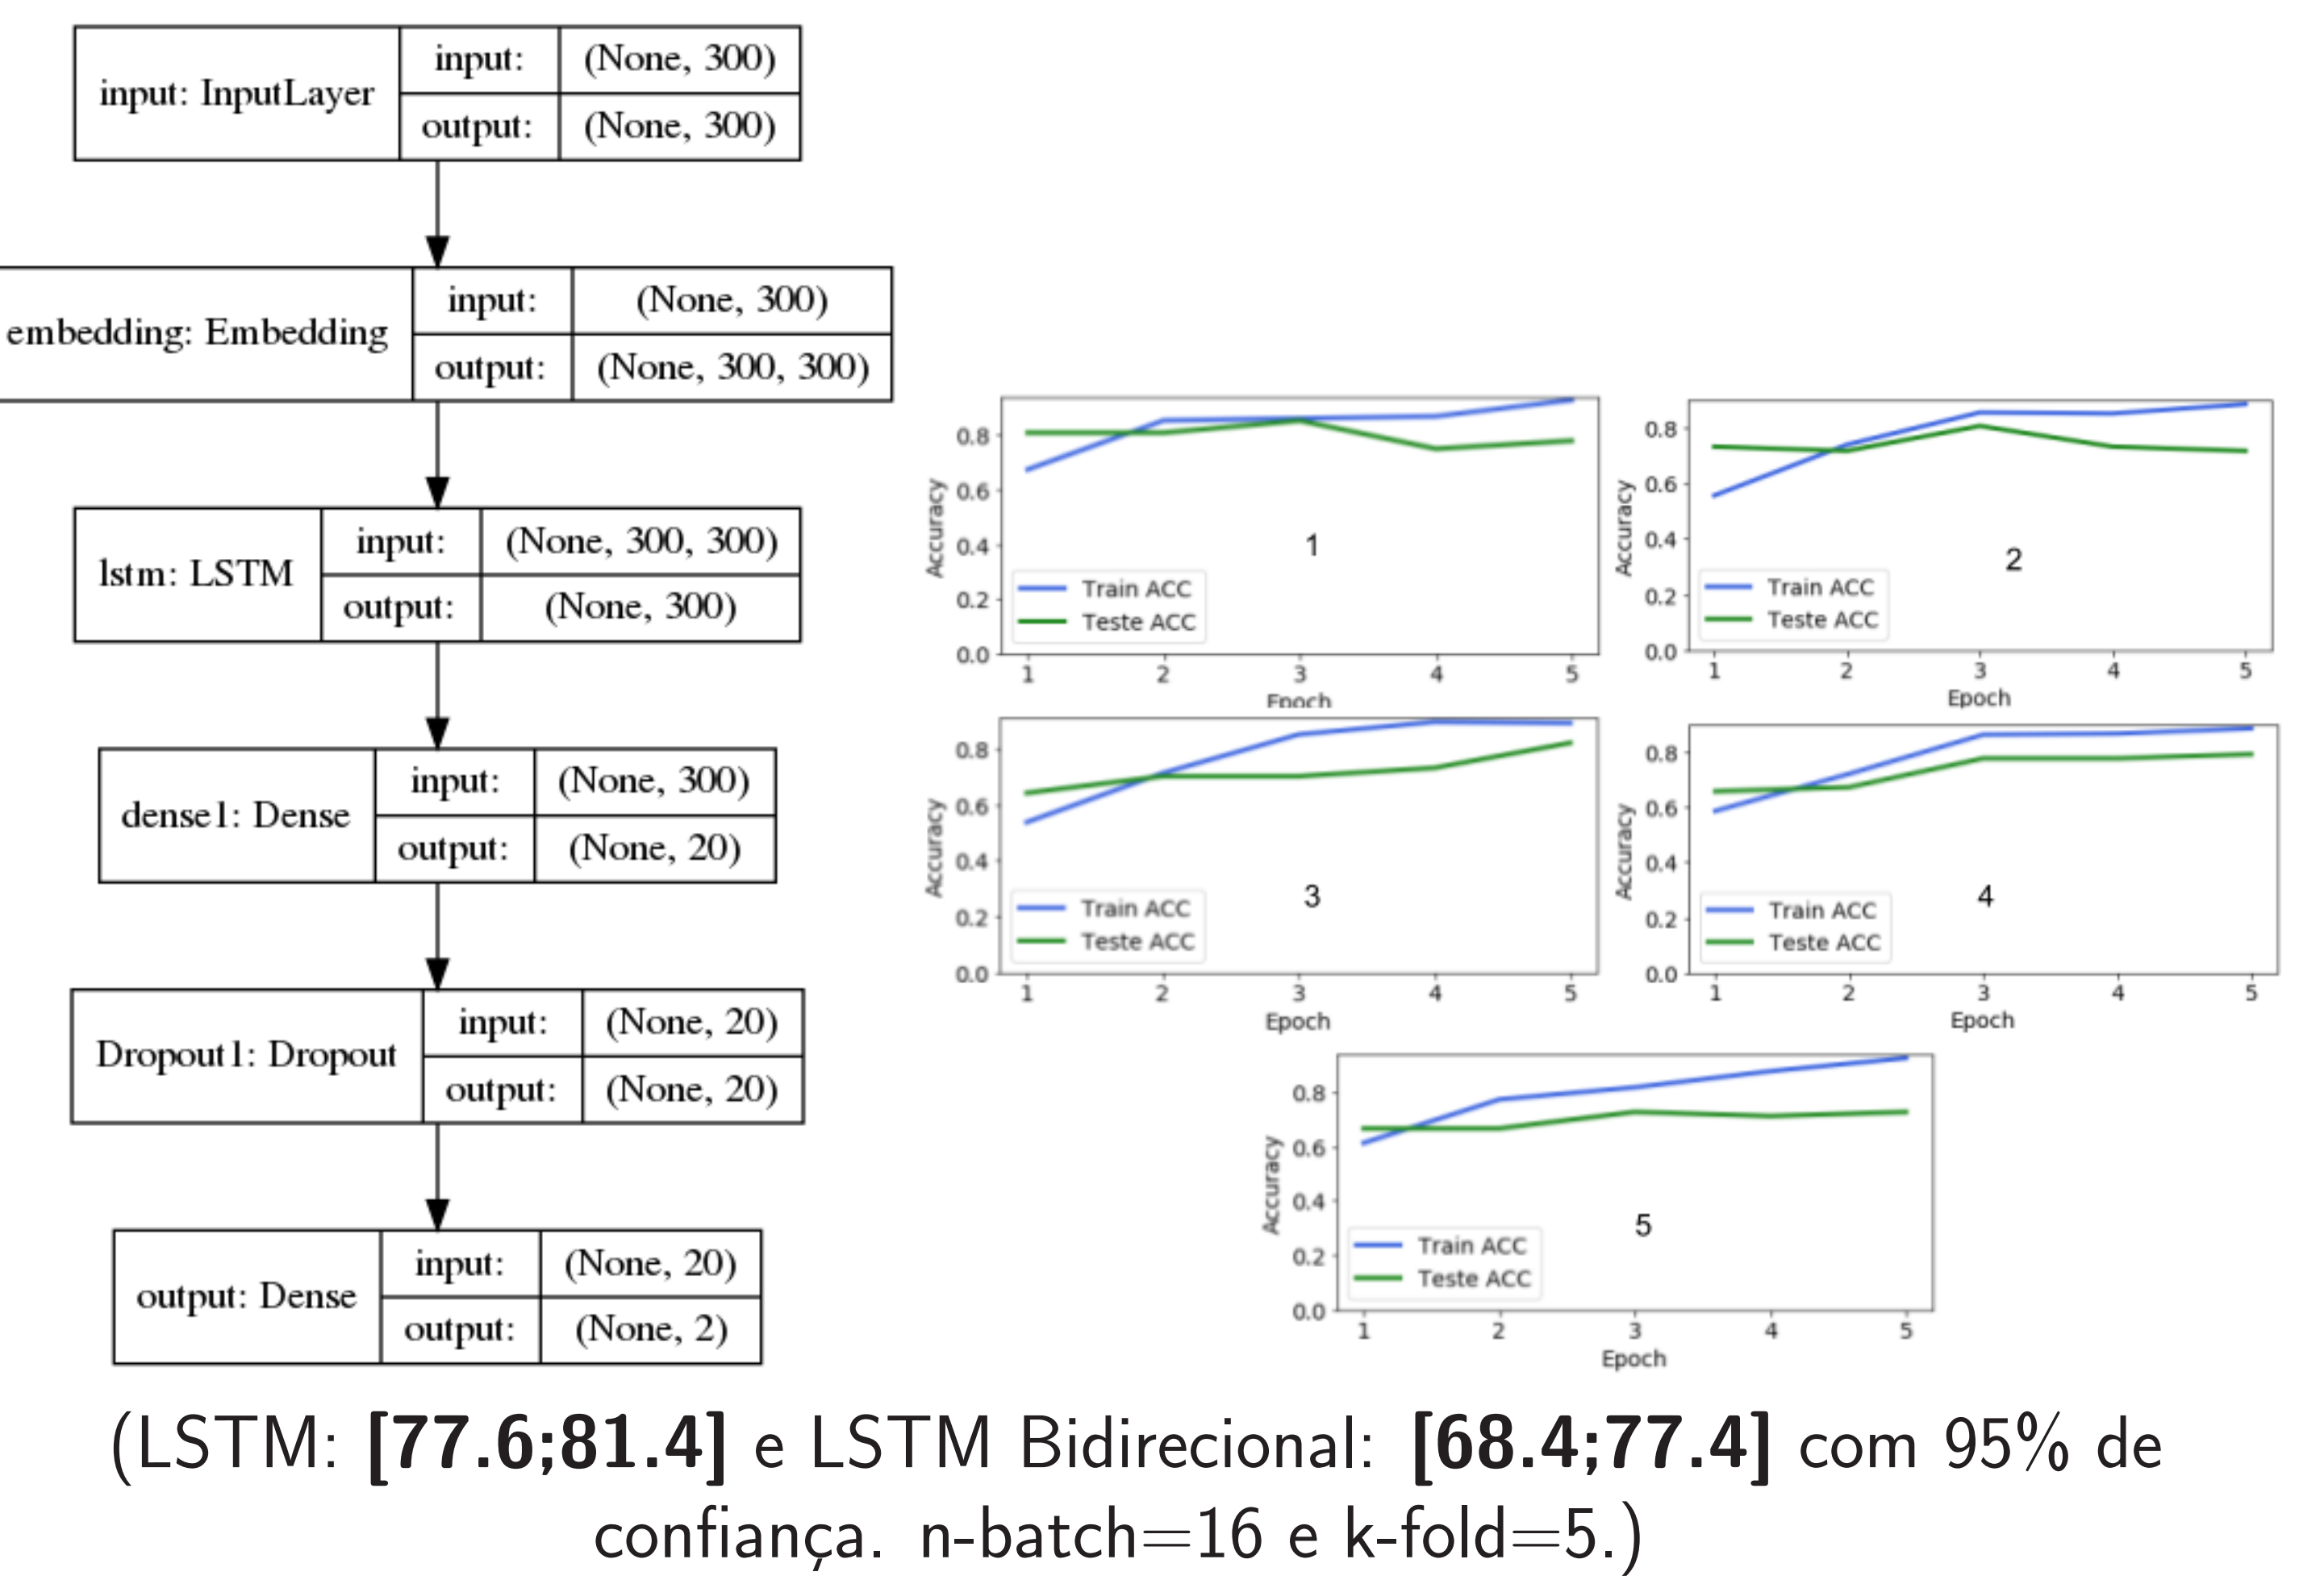 input: InputLayer
input:
(None, 300)
output:
(None, 300)
embedding: Embedding
input:
(None, 300)
output:
(None, 300, 300)
lstm: LSTM
input:
(None, 300, 300)
output:
(None, 300)
dense1: Dense
input:
(None, 300)
output:
(None, 20)
Dropout1: Dropout
input:
(None, 20)
output:
(None, 20)
output: Dense
input:
(None, 20)
output:
(None, 2)
Accuracy
0.8
0.6
0.4
0.2
0.0
1
Train ACC
Teste ACC
1 2 3 4 5
Epoch
Accuracy
0.8
0.6
0.4
0.2
0.0
2
Train ACC
Teste ACC
1 2 3 4 5
Epoch
Accuracy
0.8
0.6
0.4
0.2
0.0
3
Train ACC
Teste ACC
1 2 3 4 5
Epoch
Accuracy
0.8
0.6
0.4
0.2
0.0
4
Train ACC
Teste ACC
1 2 3 4 5
Epoch
Accuracy
0.8
0.6
0.4
0.2
0.0
5
Train ACC
Teste ACC
1 2 3 4 5
Epoch
(LSTM: [77.6;81.4] e LSTM Bidirecional: [68.4;77.4] com 95% de
confiança. n-batch=16 e k-fold=5.)